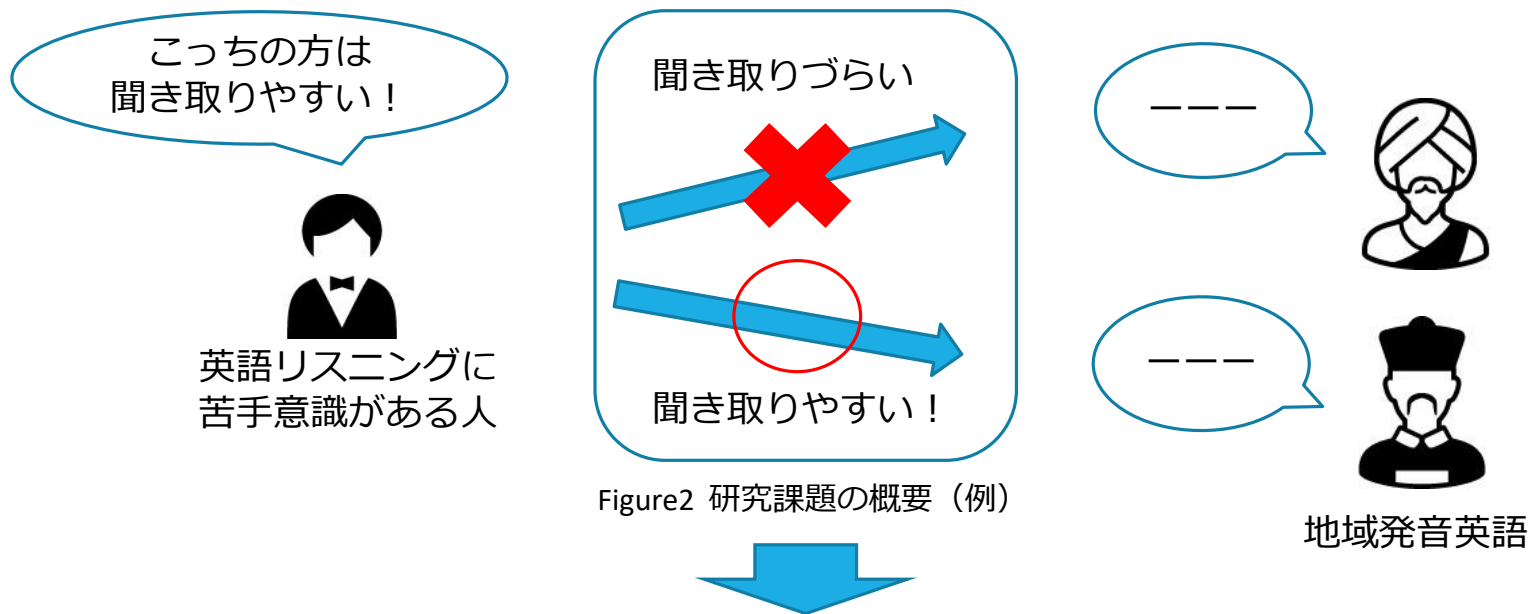 こっちの方は
聞き取りやすい！
聞き取りづらい
ーーー
英語リスニングに
苦手意識がある人
聞き取りやすい！
ーーー
Figure2 研究課題の概要（例）
地域発音英語